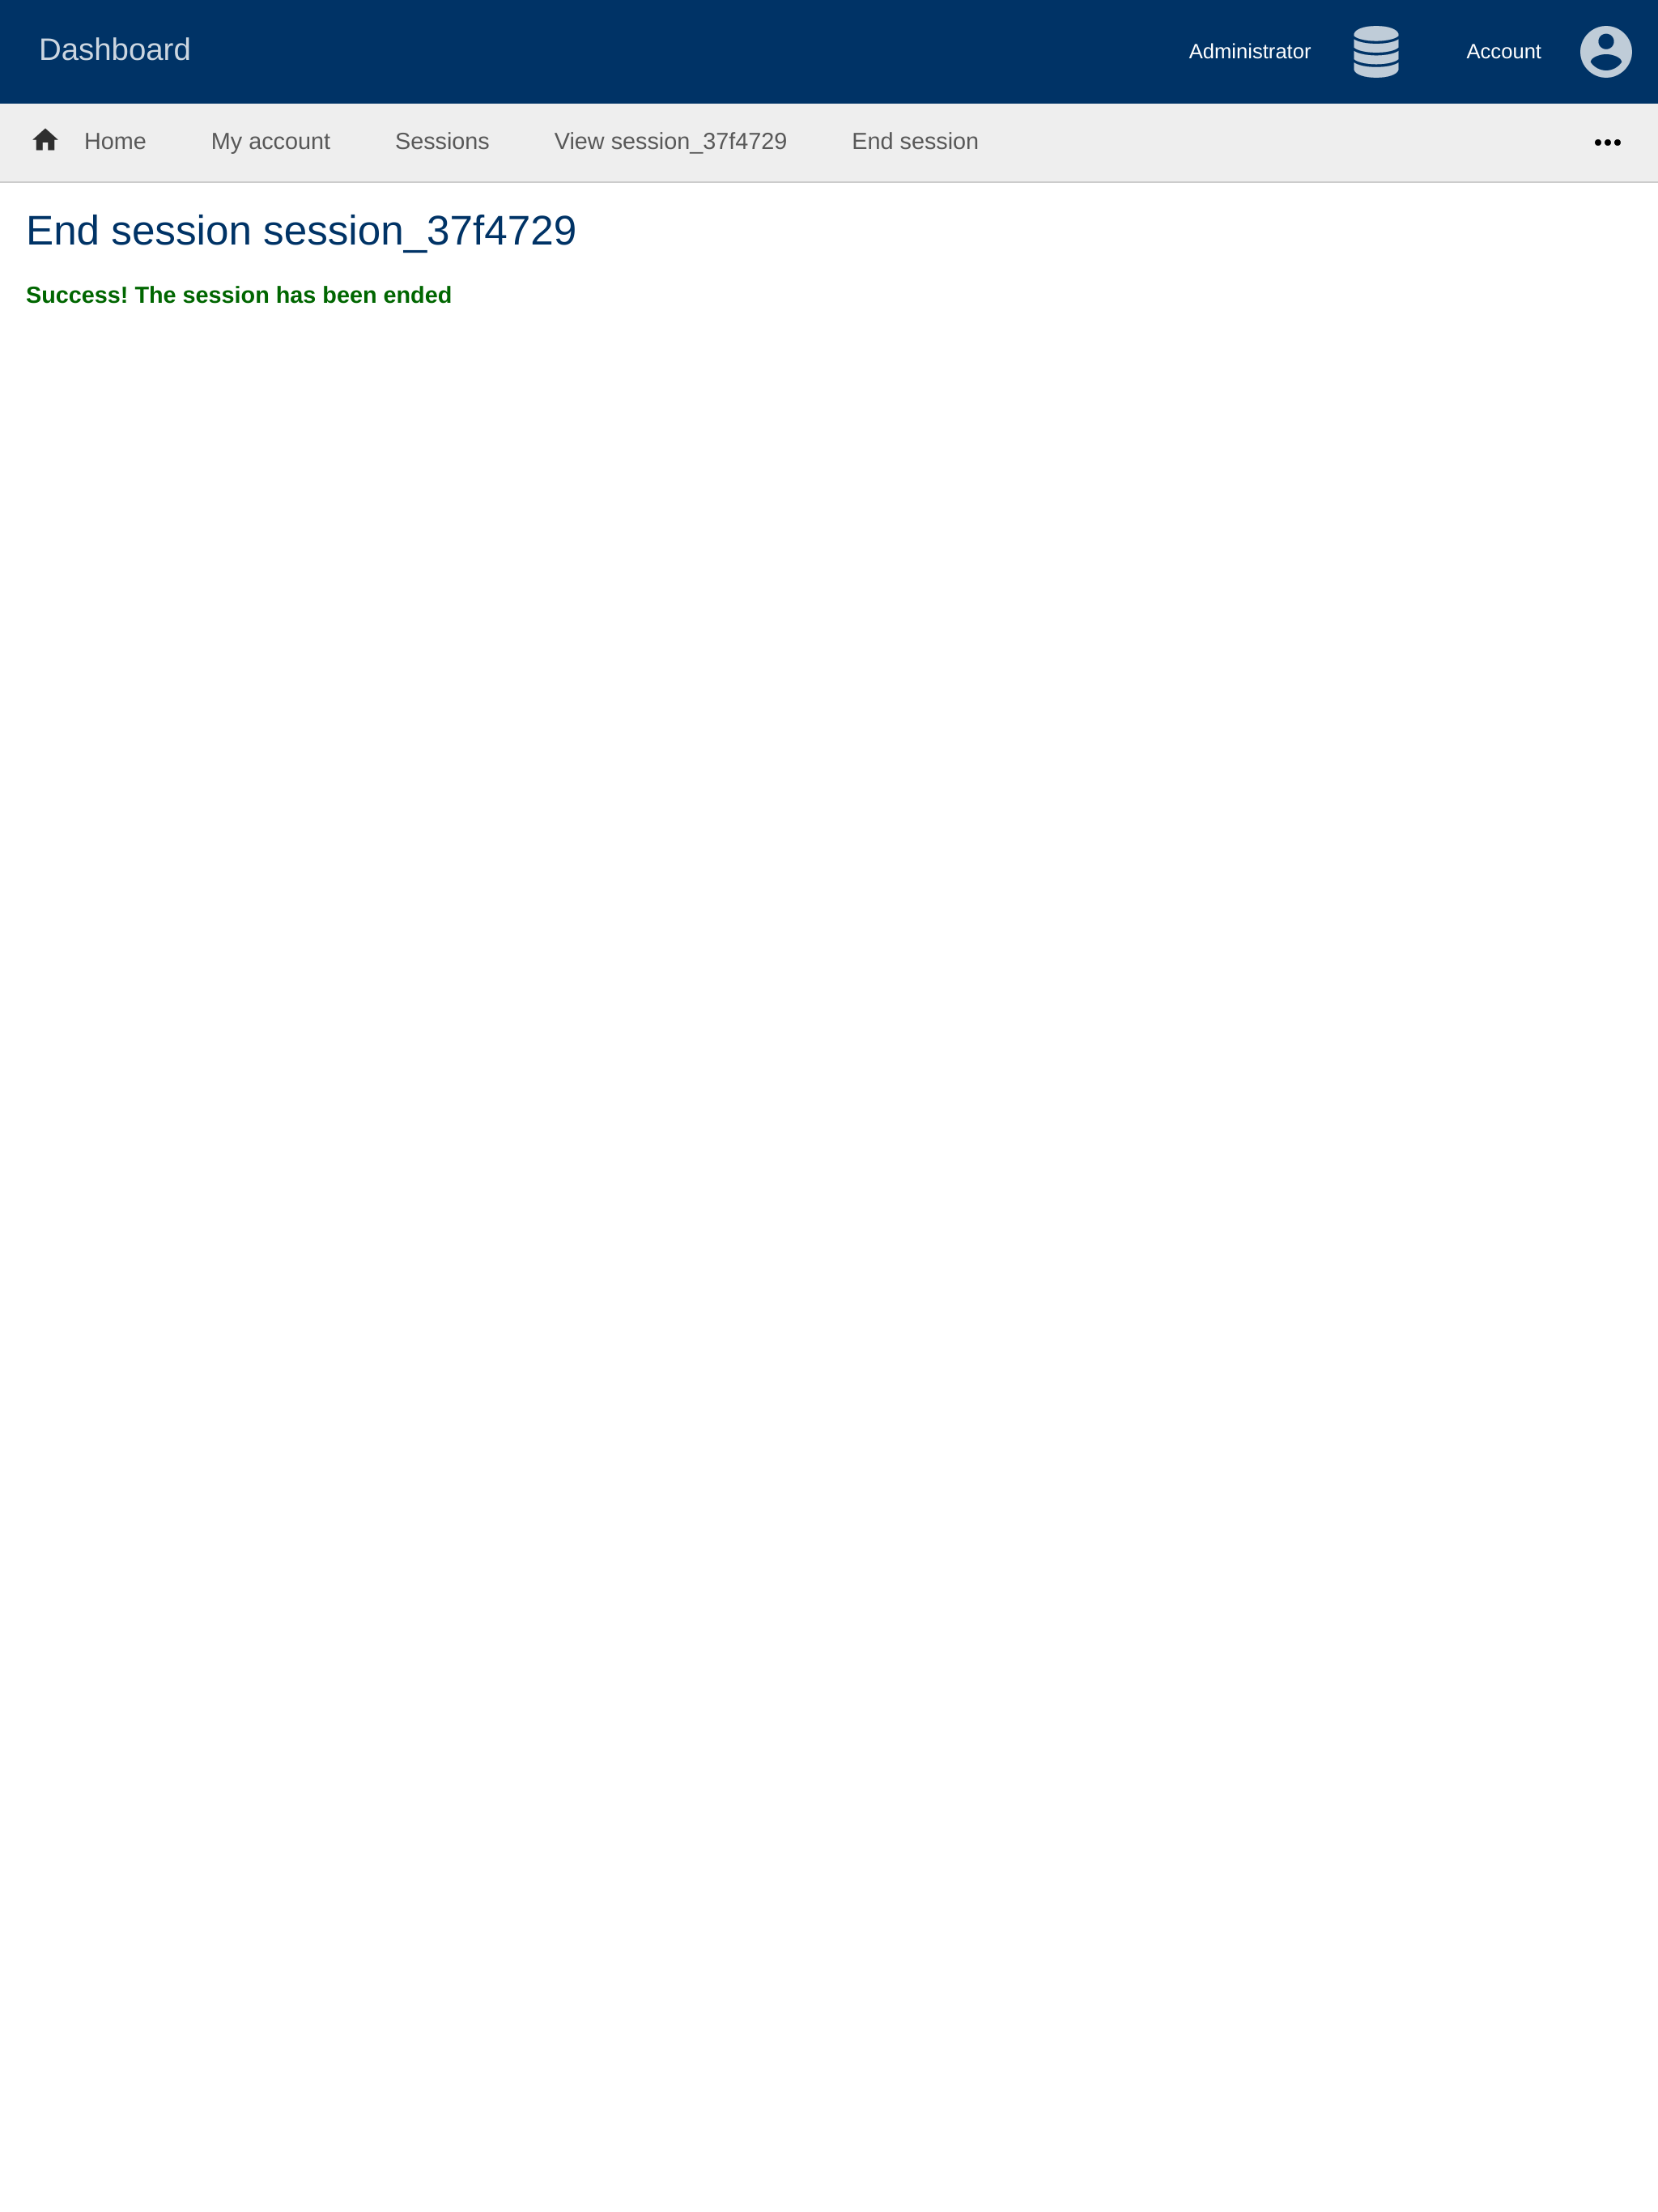 Dashboard
Administrator
Account
Home
My account
Sessions
View session_37f4729
End session
End session session_37f4729
Success! The session has been ended